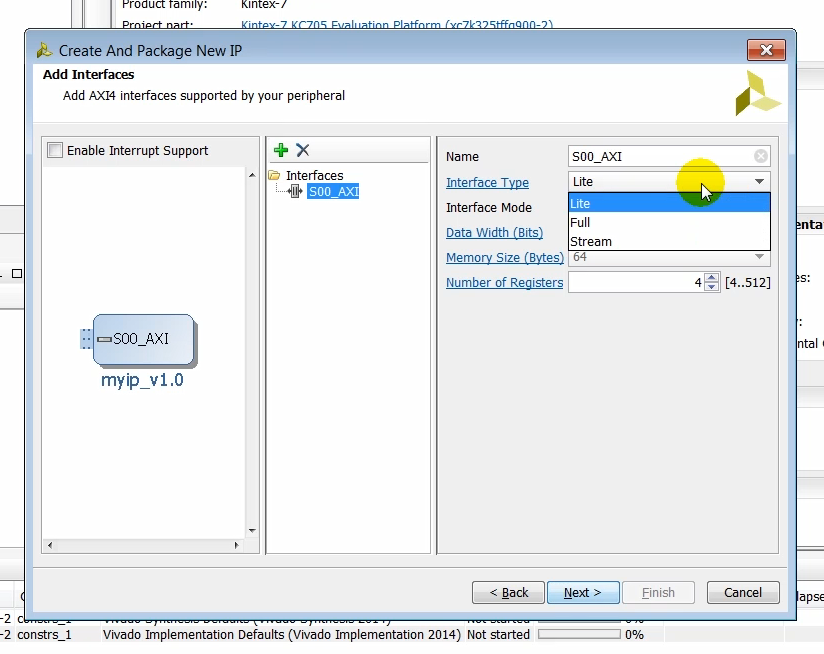 Product family: Kintex-7
Project part: Kintex-7 KC705 Evaluation Platform (xc7k325tffg900-2)
Create And Package New IP
Add Interfaces
Add AXI4 interfaces supported by your peripheral
Enable Interrupt Support
Interfaces
S00_AXI
S00_AXI
myip_v1.0
Name S00_AXI
Interface Type Lite
Interface Mode Lite
Full
Data Width (Bits) Stream
Memory Size (Bytes) 64
Number of Registers 4 [4..512]
< Back Next > Finish Cancel
-2 constrs_1 Vivado Synthesis Defaults (Vivado Synthesis 2014) Not started 0%
-2 constrs_1 Vivado Implementation Defaults (Vivado Implementation 2014) Not started 0%